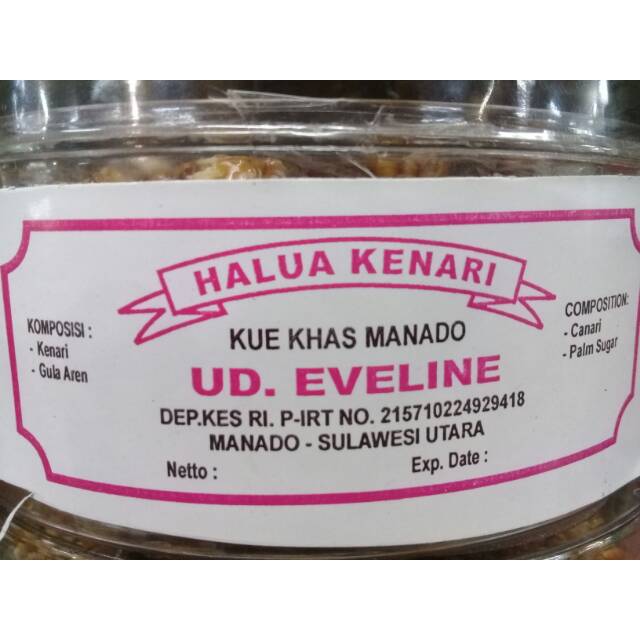 HALUA KENARI
KOMPOSISI :
- Kenari
- Gula Aren
KUE KHAS MANADO
UD. EVELINE
DEP.KES RI. P-IRT NO. 215710224929418
MANADO - SULAWESI UTARA
Netto :
Exp. Date :
COMPOSITION:
- Canari
- Palm Sugar